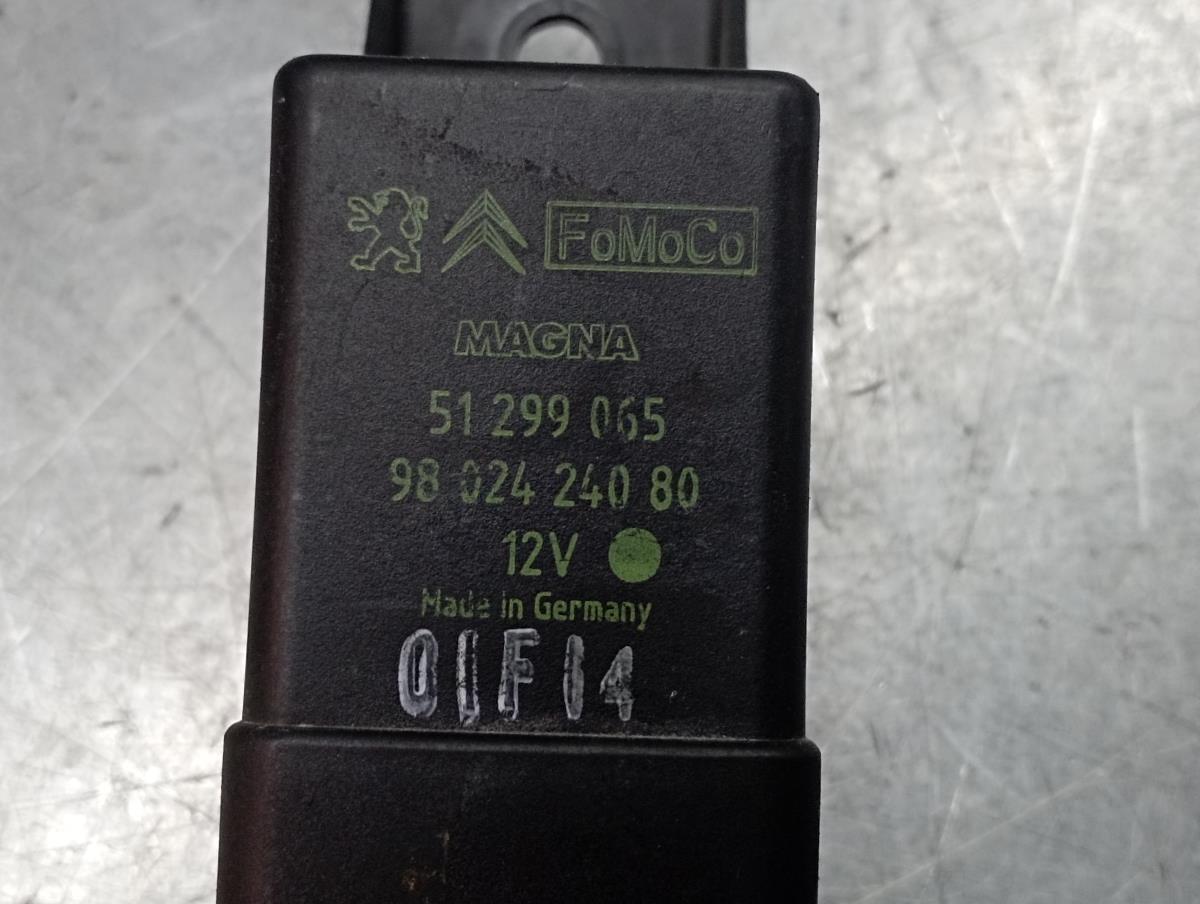 FoMoCo
MAGNA
51 299 065
98 024 240 80
12V
Made in Germany
01F14